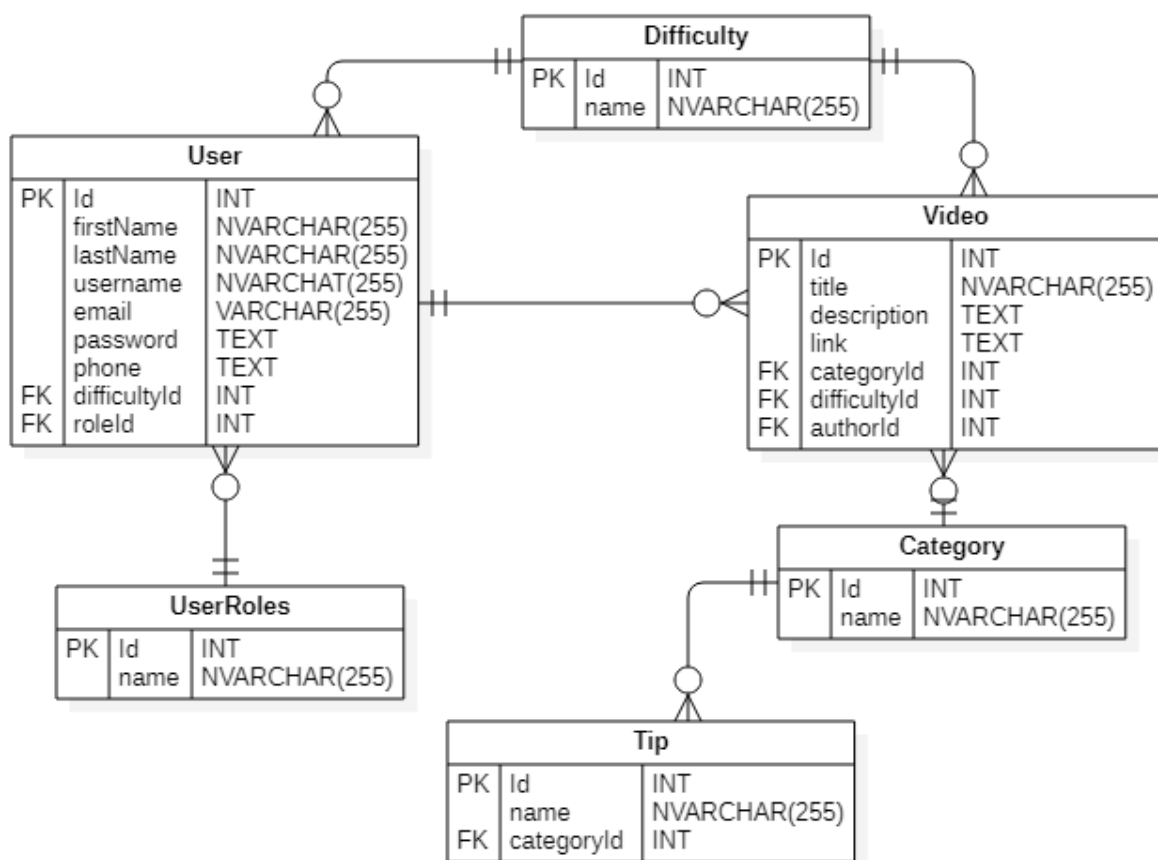 Difficulty
PK Id INT
name NVARCHAR(255)
User
PK Id INT
firstName NVARCHAR(255)
lastName NVARCHAR(255)
username NVARCHAT(255)
email VARCHAR(255)
password TEXT
phone TEXT
FK difficultyId INT
FK roleId INT
Video
PK Id INT
title NVARCHAR(255)
description TEXT
link TEXT
FK categoryId INT
FK difficultyId INT
FK authorId INT
Category
PK Id INT
name NVARCHAR(255)
UserRoles
PK Id INT
name NVARCHAR(255)
Tip
PK Id INT
name NVARCHAR(255)
FK categoryId INT